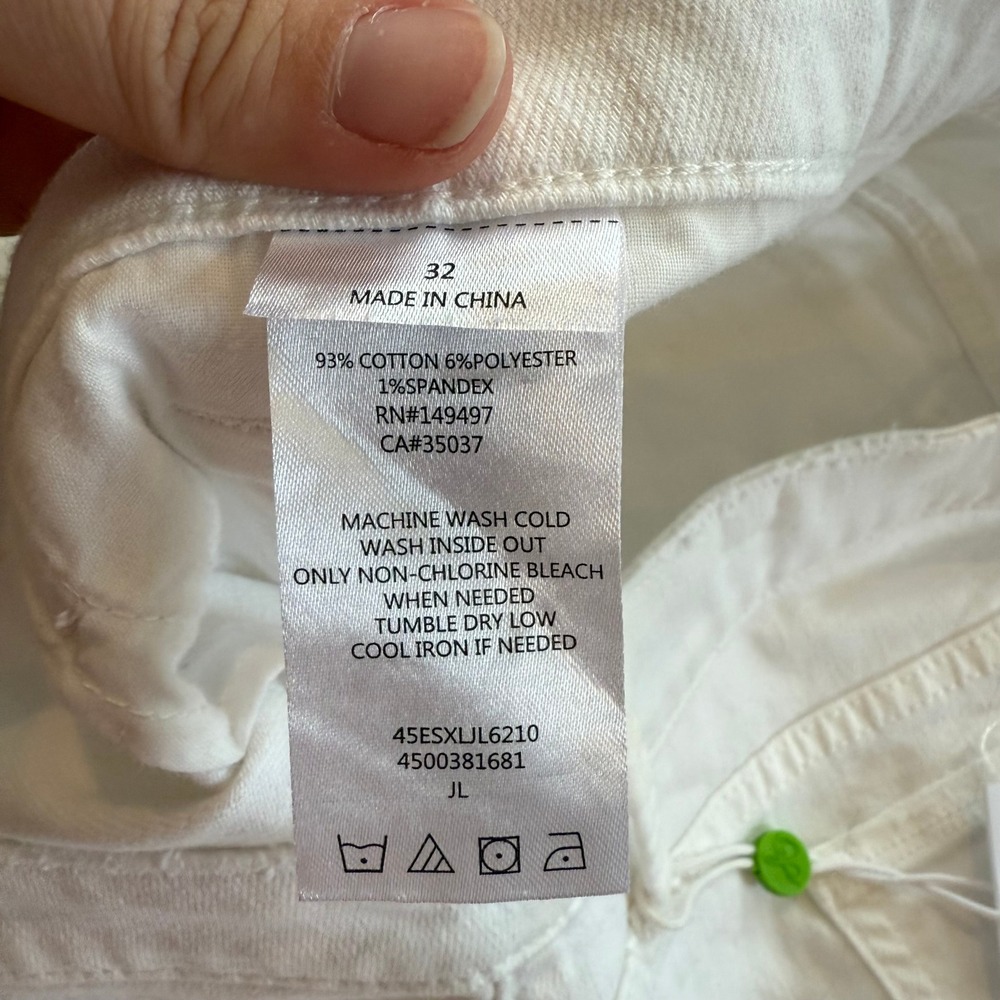 32
MADE IN CHINA
93% COTTON 6%POLYESTER
1%SPANDEX
RN#149497
CA#35037
MACHINE WASH COLD
WASH INSIDE OUT
ONLY NON-CHLORINE BLEACH
WHEN NEEDED
TUMBLE DRY LOW
COOL IRON IF NEEDED
45ESXLJL6210
4500381681
JL